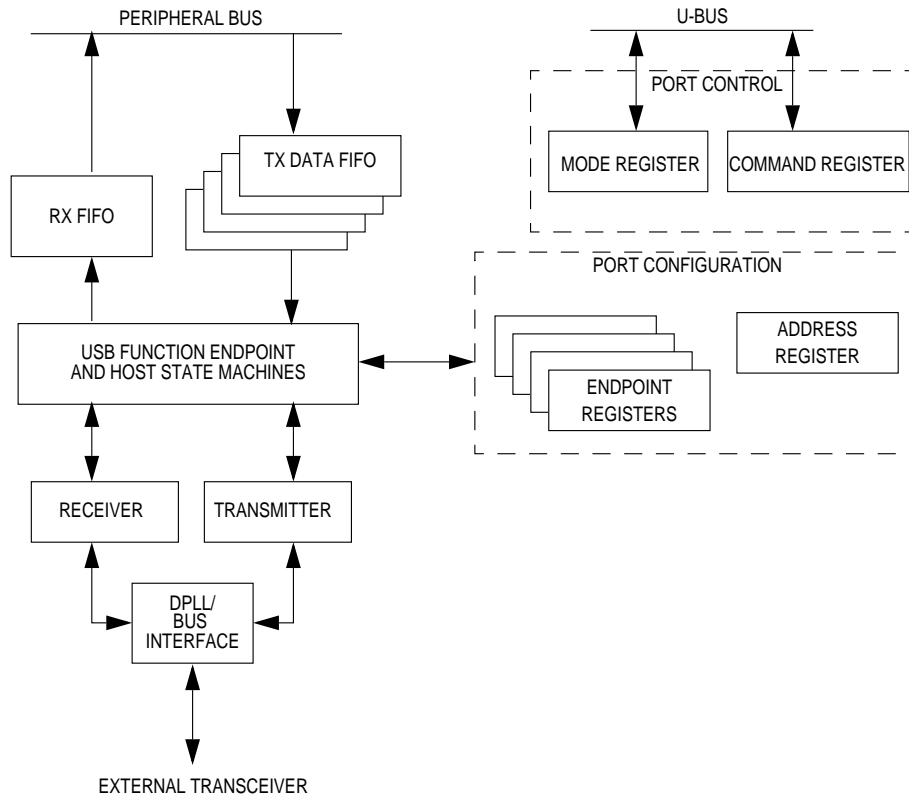 PERIPHERAL BUS
U-BUS
PORT CONTROL
TX DATA FIFO
MODE REGISTER
COMMAND REGISTER
RX FIFO
PORT CONFIGURATION
USB FUNCTION ENDPOINT
AND HOST STATE MACHINES
ADDRESS
REGISTER
ENDPOINT
REGISTERS
RECEIVER
TRANSMITTER
DPLL/
BUS
INTERFACE
EXTERNAL TRANSCEIVER